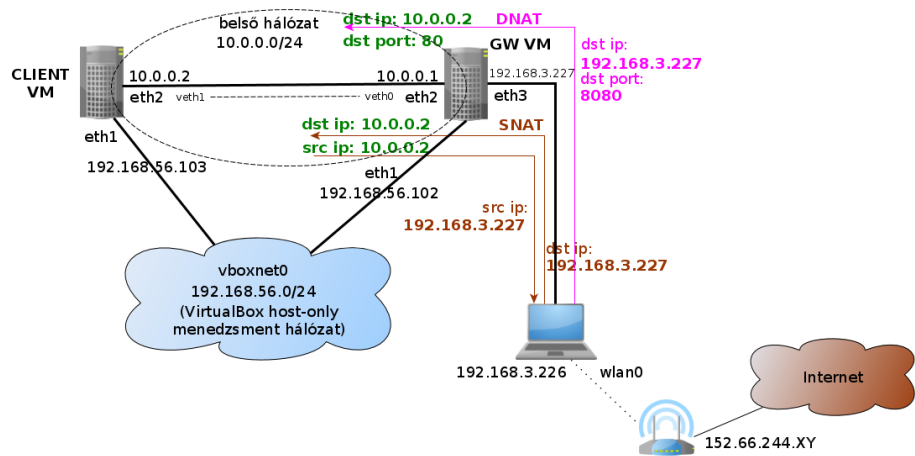 belső hálózat
10.0.0.0/24
dst ip: 10.0.0.2
DNAT
dst port: 80
GW VM
dst ip:
192.168.3.227
dst port:
8080
CLIENT
VM
10.0.0.2
10.0.0.1
192.168.3.227
eth2
veth1
veth0
eth2
eth3
dst ip: 10.0.0.2
SNAT
src ip: 10.0.0.2
eth1
192.168.56.103
eth1
192.168.56.102
src ip:
192.168.3.227
dst ip:
192.168.3.227
vboxnet0
192.168.56.0/24
(VirtualBox host-only
menedzsment hálózat)
192.168.3.226
wlan0
Internet
152.66.244.XY